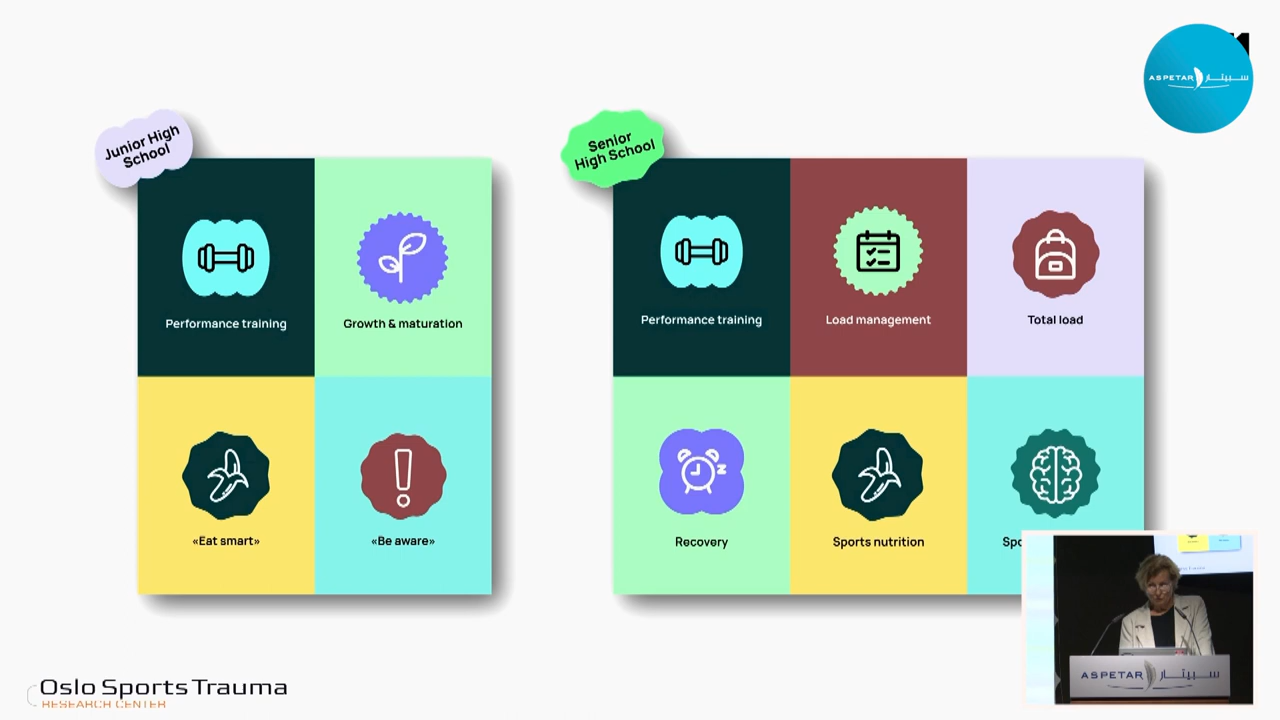 ASPETAR سبيتار
Junior High
School
Senior
High School
Performance training
Growth & maturation
«Eat smart»
«Be aware»
Performance training
Load management
Total load
Recovery
Sports nutrition
Oslo Sports Trauma
RESEARCH CENTER
ASPETAR سبيتار